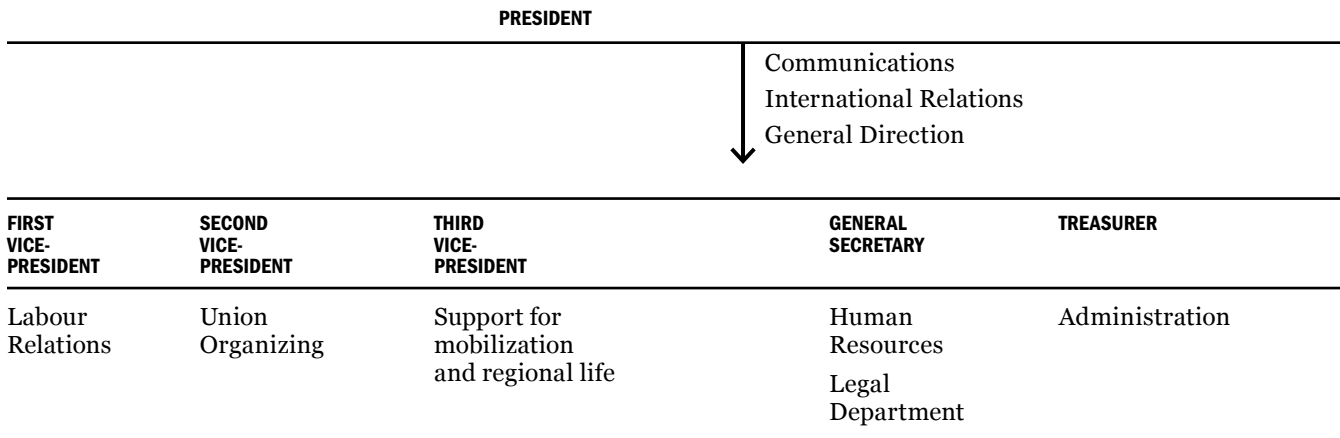 PRESIDENT
Communications
International Relations
General Direction
FIRST
VICE-
PRESIDENT
SECOND
VICE-
PRESIDENT
THIRD
VICE-
PRESIDENT
GENERAL
SECRETARY
TREASURER
Labour
Relations
Union
Organizing
Support for
mobilization
and regional life
Human
Resources
Legal
Department
Administration